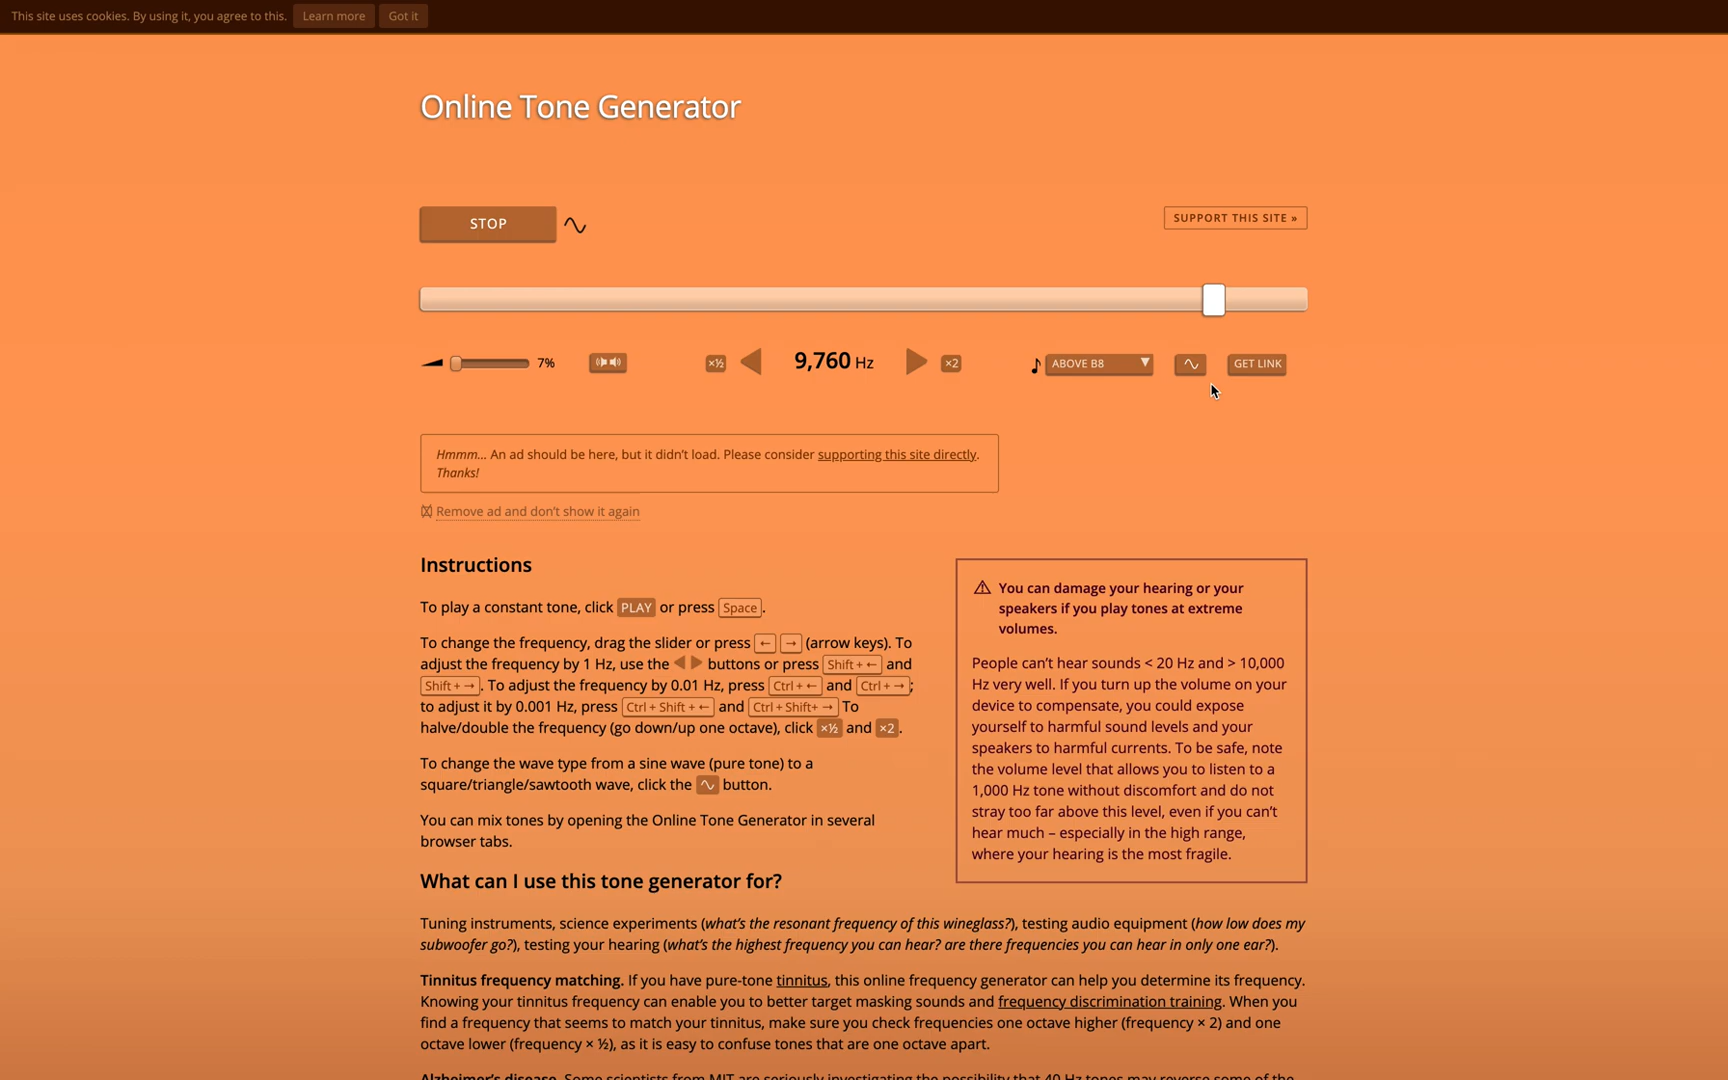 This site uses cookies. By using it, you agree to this. Learn more Got it
Online Tone Generator
STOP
SUPPORT THIS SITE »
7%
×½
9,760 Hz
×2
ABOVE B8
GET LINK
Hmmm… An ad should be here, but it didn’t load. Please consider supporting this site directly.
Thanks!
Remove ad and don’t show it again
Instructions
To play a constant tone, click PLAY or press Space.
To change the frequency, drag the slider or press ← → (arrow keys). To
adjust the frequency by 1 Hz, use the ◀ ▶ buttons or press Shift + ← and
Shift + →. To adjust the frequency by 0.01 Hz, press Ctrl + ← and Ctrl + →;
to adjust it by 0.001 Hz, press Ctrl + Shift + ← and Ctrl + Shift+ → To
halve/double the frequency (go down/up one octave), click ×½ and ×2.
To change the wave type from a sine wave (pure tone) to a
square/triangle/sawtooth wave, click the ∿ button.
You can mix tones by opening the Online Tone Generator in several
browser tabs.
⚠ You can damage your hearing or your
speakers if you play tones at extreme
volumes.
People can’t hear sounds < 20 Hz and > 10,000
Hz very well. If you turn up the volume on your
device to compensate, you could expose
yourself to harmful sound levels and your
speakers to harmful currents. To be safe, note
the volume level that allows you to listen to a
1,000 Hz tone without discomfort and do not
stray too far above this level, even if you can’t
hear much – especially in the high range,
where your hearing is the most fragile.
What can I use this tone generator for?
Tuning instruments, science experiments (what’s the resonant frequency of this wineglass?), testing audio equipment (how low does my
subwoofer go?), testing your hearing (what’s the highest frequency you can hear? are there frequencies you can hear in only one ear?).
Tinnitus frequency matching. If you have pure-tone tinnitus, this online frequency generator can help you determine its frequency.
Knowing your tinnitus frequency can enable you to better target masking sounds and frequency discrimination training. When you
find a frequency that seems to match your tinnitus, make sure you check frequencies one octave higher (frequency × 2) and one
octave lower (frequency × ½), as it is easy to confuse tones that are one octave apart.
Alzheimer’s disease. Some scientists from MIT are seriously investigating the possibility that 40 Hz tones may reverse some of the